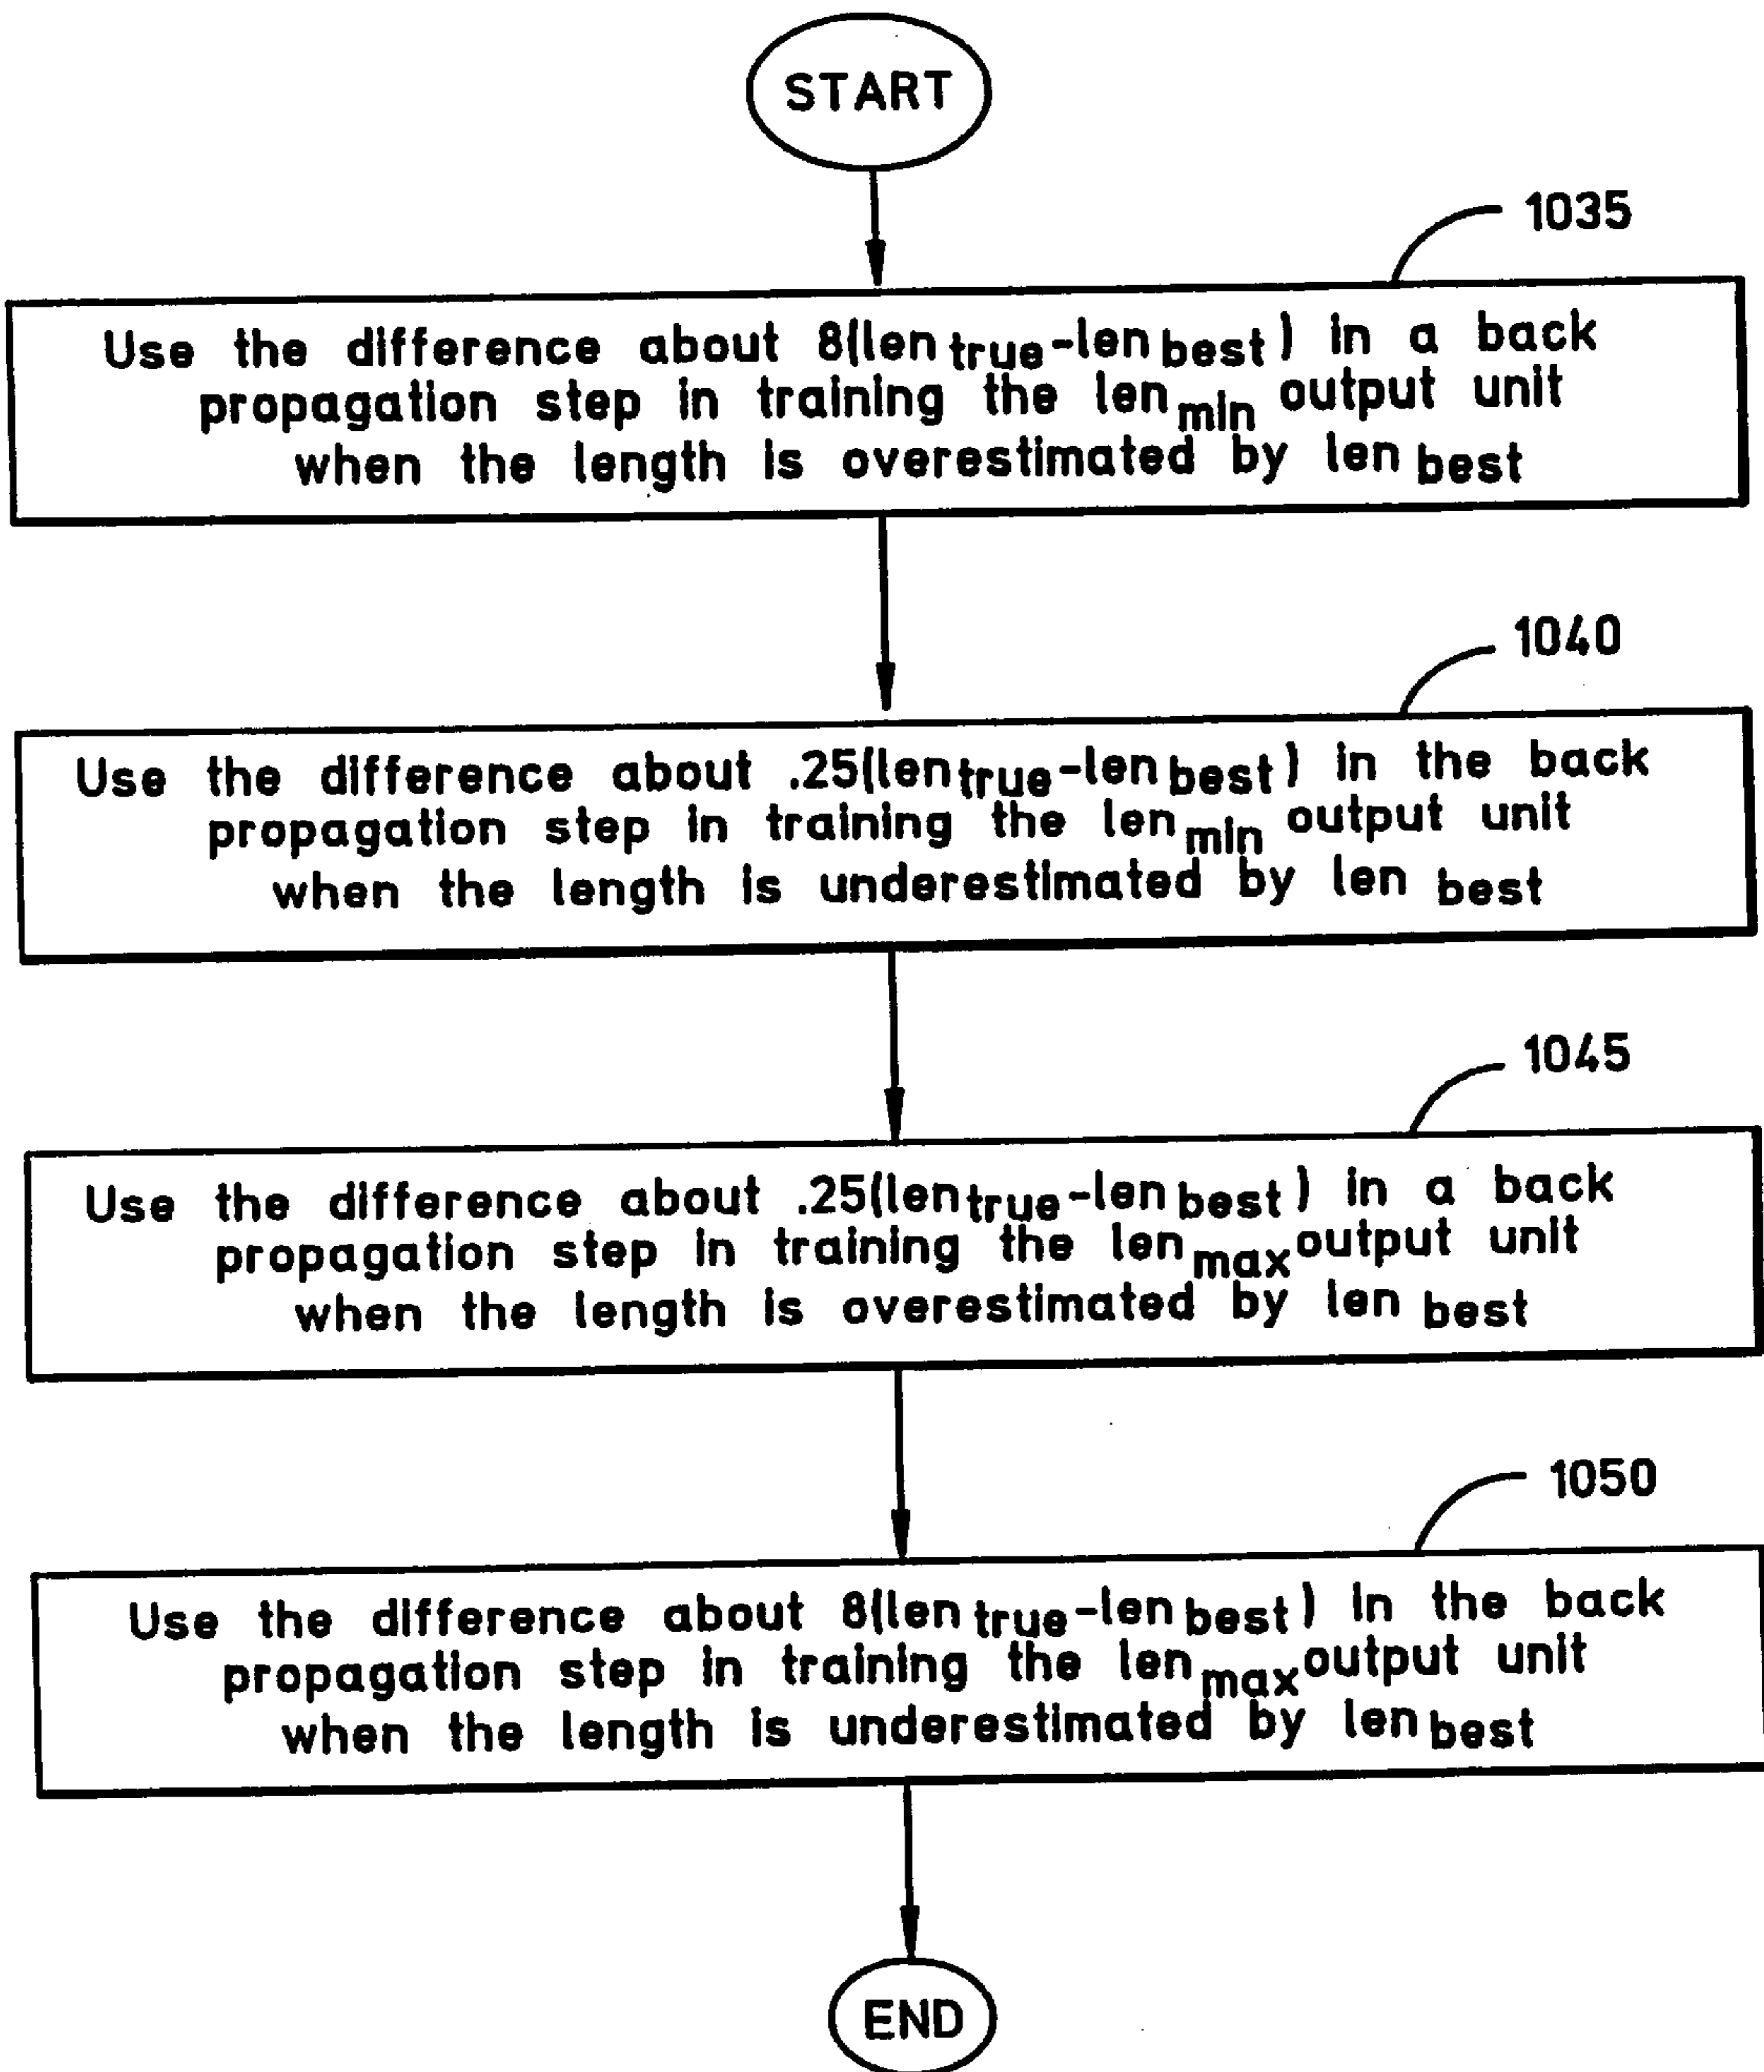 START
1035
Use the difference about 8(len true-len best) in a back
propagation step in training the len min output unit
when the length is overestimated by len best
1040
Use the difference about .25(len true-len best) in the back
propagation step in training the len min output unit
when the length is underestimated by len best
1045
Use the difference about .25(len true-len best) in a back
propagation step in training the len max output unit
when the length is overestimated by len best
1050
Use the difference about 8(len true-len best) in the back
propagation step in training the len max output unit
when the length is underestimated by len best
END